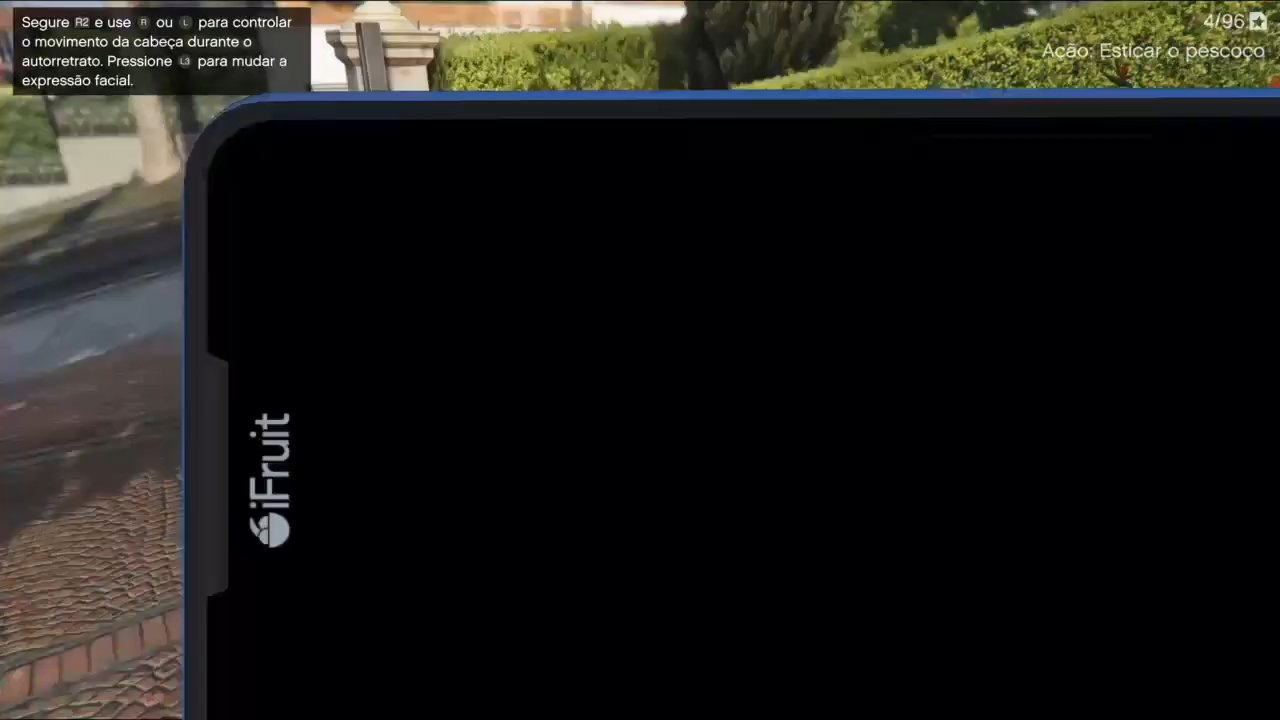 Segure R2 e use R ou L para controlar
o movimento da cabeça durante o
autorretrato. Pressione L3 para mudar a
expressão facial.
4/96
Ação: Esticar o pescoço
iFruit